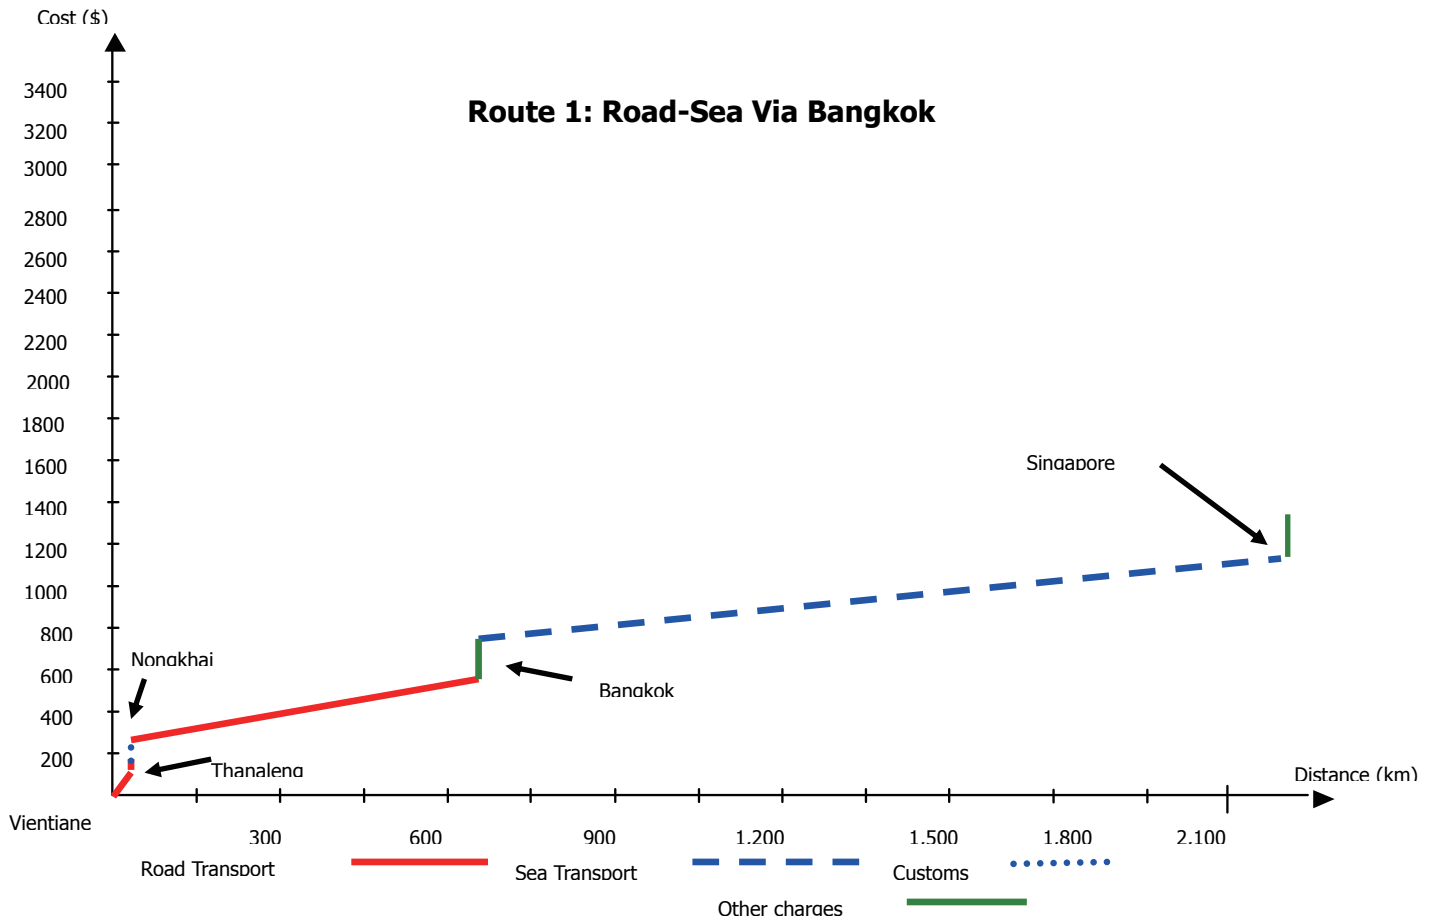 Cost ($)
Route 1: Road-Sea Via Bangkok
3400
3200
3000
2800
2600
2400
2200
2000
1800
1600
1400
1200
1000
800
600
400
200
Singapore
Nongkhai
Bangkok
Thanaleng
Distance (km)
Vientiane
300 600 900 1.200 1.500 1.800 2.100
Road Transport Sea Transport Customs
Other charges